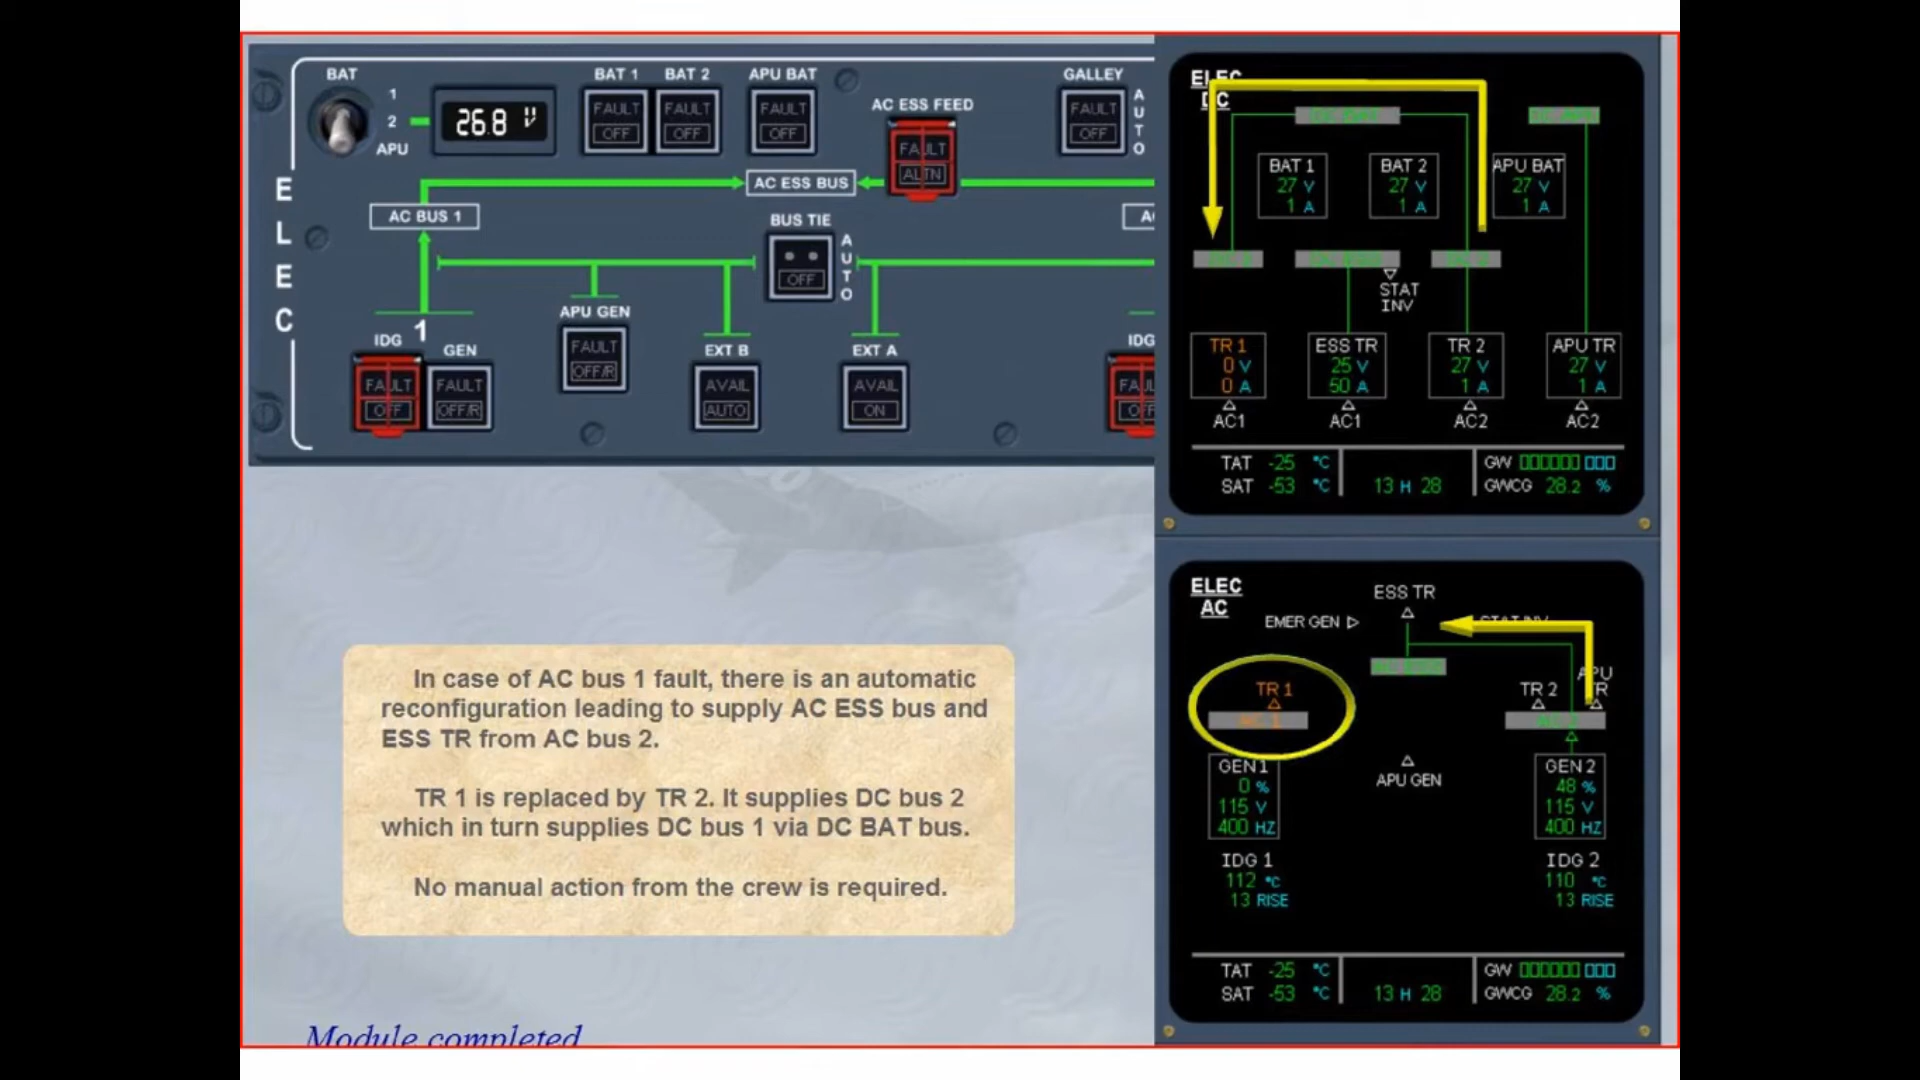 BAT
1
2
APU
26.8 V
BAT 1
BAT 2
APU BAT
FAULT
OFF
FAULT
OFF
FAULT
OFF
AC ESS FEED
FAULT
ALTN
GALLEY
FAULT
OFF
AUTO
ELEC
AC BUS 1
AC ESS BUS
BUS TIE
OFF
AUTO
1
IDG
FAULT
OFF
GEN
FAULT
OFF/R
APU GEN
FAULT
OFF/R
EXT B
AVAIL
AUTO
EXT A
AVAIL
ON
IDG
In case of AC bus 1 fault, there is an automatic
reconfiguration leading to supply AC ESS bus and
ESS TR from AC bus 2.
TR 1 is replaced by TR 2. It supplies DC bus 2
which in turn supplies DC bus 1 via DC BAT bus.
No manual action from the crew is required.
Module completed
ELEC
DC
BAT 1
27 V
1 A
BAT 2
27 V
1 A
APU BAT
27 V
1 A
STAT
INV
TR 1
0 V
0 A
AC1
ESS TR
25 V
50 A
AC1
TR 2
27 V
1 A
AC2
APU TR
27 V
1 A
AC2
TAT -25 °C
SAT -53 °C
13 H 28
GW
GWCG 28.2 %
ELEC
AC
ESS TR
EMER GEN
STAT INV
TR 1
TR 2
APU
TR
GEN 1
0 %
115 V
400 HZ
APU GEN
GEN 2
48 %
115 V
400 HZ
IDG 1
112 °C
13 RISE
IDG 2
110 °C
13 RISE
TAT -25 °C
SAT -53 °C
13 H 28
GW
GWCG 28.2 %